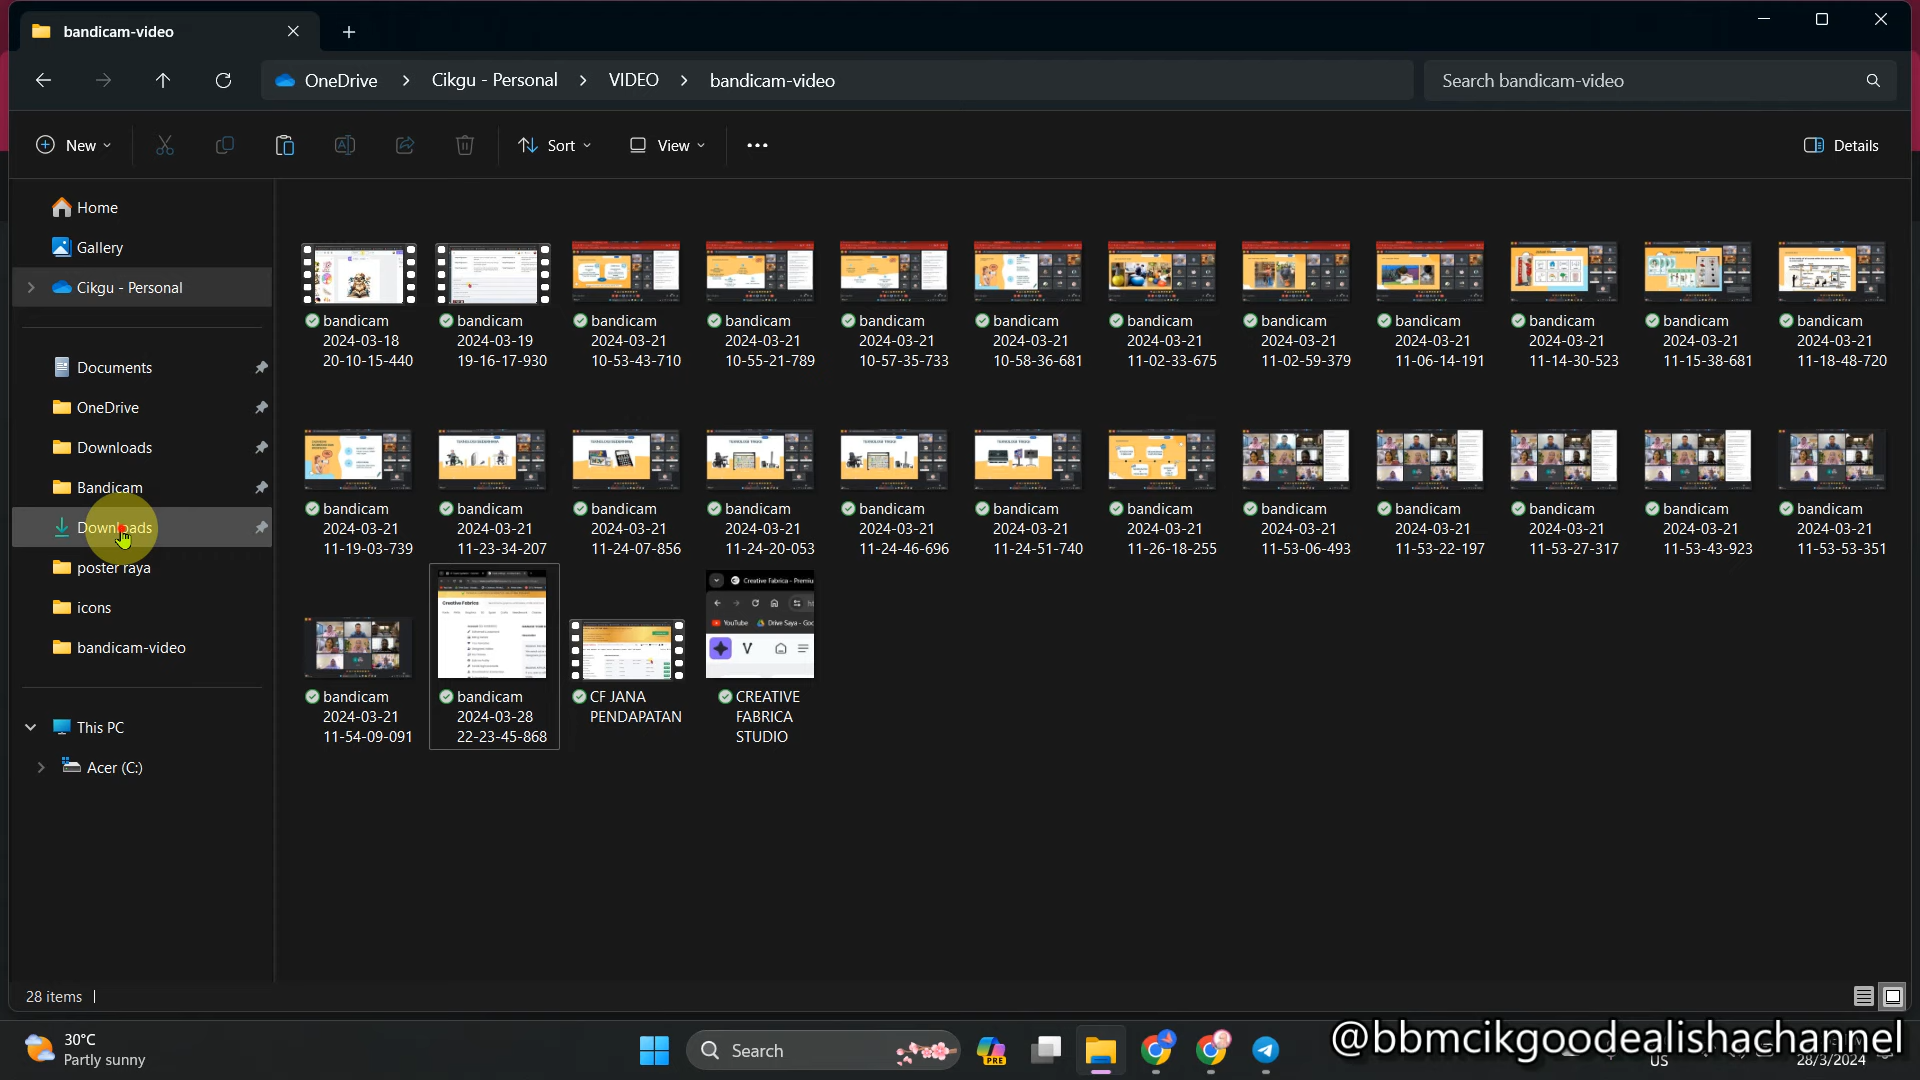 bandicam-video
OneDrive > Cikgu - Personal > VIDEO > bandicam-video
Search bandicam-video
New
Sort
View
Details
Home
Gallery
Cikgu - Personal
Documents
OneDrive
Downloads
Bandicam
Downloads
poster raya
icons
bandicam-video
This PC
Acer (C:)
bandicam
2024-03-18
20-10-15-440
bandicam
2024-03-19
19-16-17-930
bandicam
2024-03-21
10-53-43-710
bandicam
2024-03-21
10-55-21-789
bandicam
2024-03-21
10-57-35-733
bandicam
2024-03-21
10-58-36-681
bandicam
2024-03-21
11-02-33-675
bandicam
2024-03-21
11-02-59-379
bandicam
2024-03-21
11-06-14-191
bandicam
2024-03-21
11-14-30-523
bandicam
2024-03-21
11-15-38-681
bandicam
2024-03-21
11-18-48-720
bandicam
2024-03-21
11-19-03-739
bandicam
2024-03-21
11-23-34-207
bandicam
2024-03-21
11-24-07-856
bandicam
2024-03-21
11-24-20-053
bandicam
2024-03-21
11-24-46-696
bandicam
2024-03-21
11-24-51-740
bandicam
2024-03-21
11-26-18-255
bandicam
2024-03-21
11-53-06-493
bandicam
2024-03-21
11-53-22-197
bandicam
2024-03-21
11-53-27-317
bandicam
2024-03-21
11-53-43-923
bandicam
2024-03-21
11-53-53-351
bandicam
2024-03-21
11-54-09-091
Creative Fabrica
bandicam
2024-03-28
22-23-45-868
CF JANA
PENDAPATAN
Creative Fabrica - Premiu
YouTube
Drive Saya - Goo
CREATIVE
FABRICA
STUDIO
28 items
30°C
Partly sunny
Search
PRE
US
28/3/2024
@bbmcikgoodealishachannel